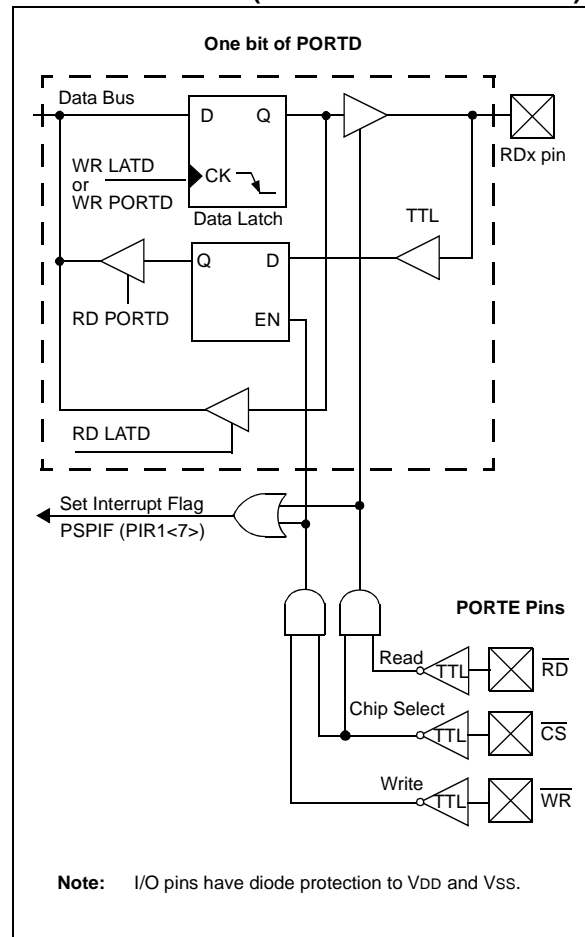 One bit of PORTD
Data Bus
D Q
RDx pin
WR LATD
or
WR PORTD
CK
Data Latch
TTL
Q D
EN
RD PORTD
RD LATD
Set Interrupt Flag
PSPIF (PIR1<7>)
PORTE Pins
Read
TTL
RD
Chip Select
TTL
CS
Write
TTL
WR
Note: I/O pins have diode protection to VDD and VSS.